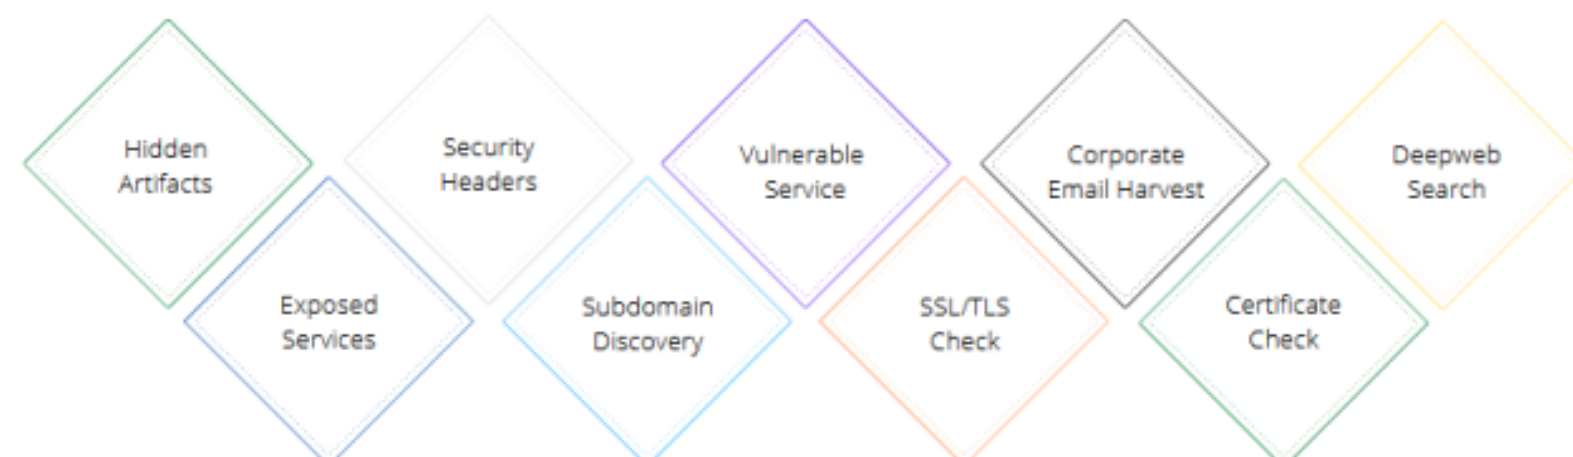 Hidden
Artifacts
Security
Headers
Vulnerable
Service
Corporate
Email Harvest
Deepweb
Search
Exposed
Services
Subdomain
Discovery
SSL/TLS
Check
Certificate
Check